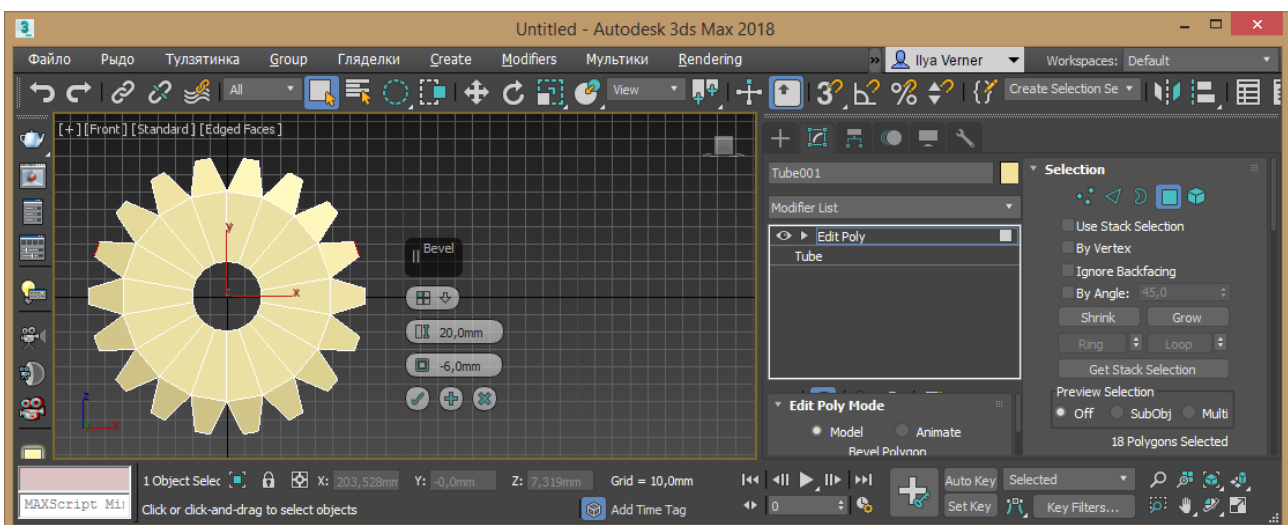 Untitled - Autodesk 3ds Max 2018
Файло Рыдо Тулзятинка Group Гляделки Create Modifiers Мультики Rendering » Ilya Verner Workspaces: Default
All View Create Selection Se
[+] [Front] [Standard] [Edged Faces]
y
x
z
y x
Bevel
20,0mm
-6,0mm
Tube001
Modifier List
Edit Poly
Tube
Edit Poly Mode
Model Animate
Bevel Polygon
Selection
Use Stack Selection
By Vertex
Ignore Backfacing
By Angle: 45,0
Shrink Grow
Ring Loop
Get Stack Selection
Preview Selection
Off SubObj Multi
18 Polygons Selected
1 Object Selec X: 203,528mm Y: -0,0mm Z: 7,319mm Grid = 10,0mm Auto Key Selected
MAXScript Mi Click or click-and-drag to select objects Add Time Tag 0 Set Key Key Filters...